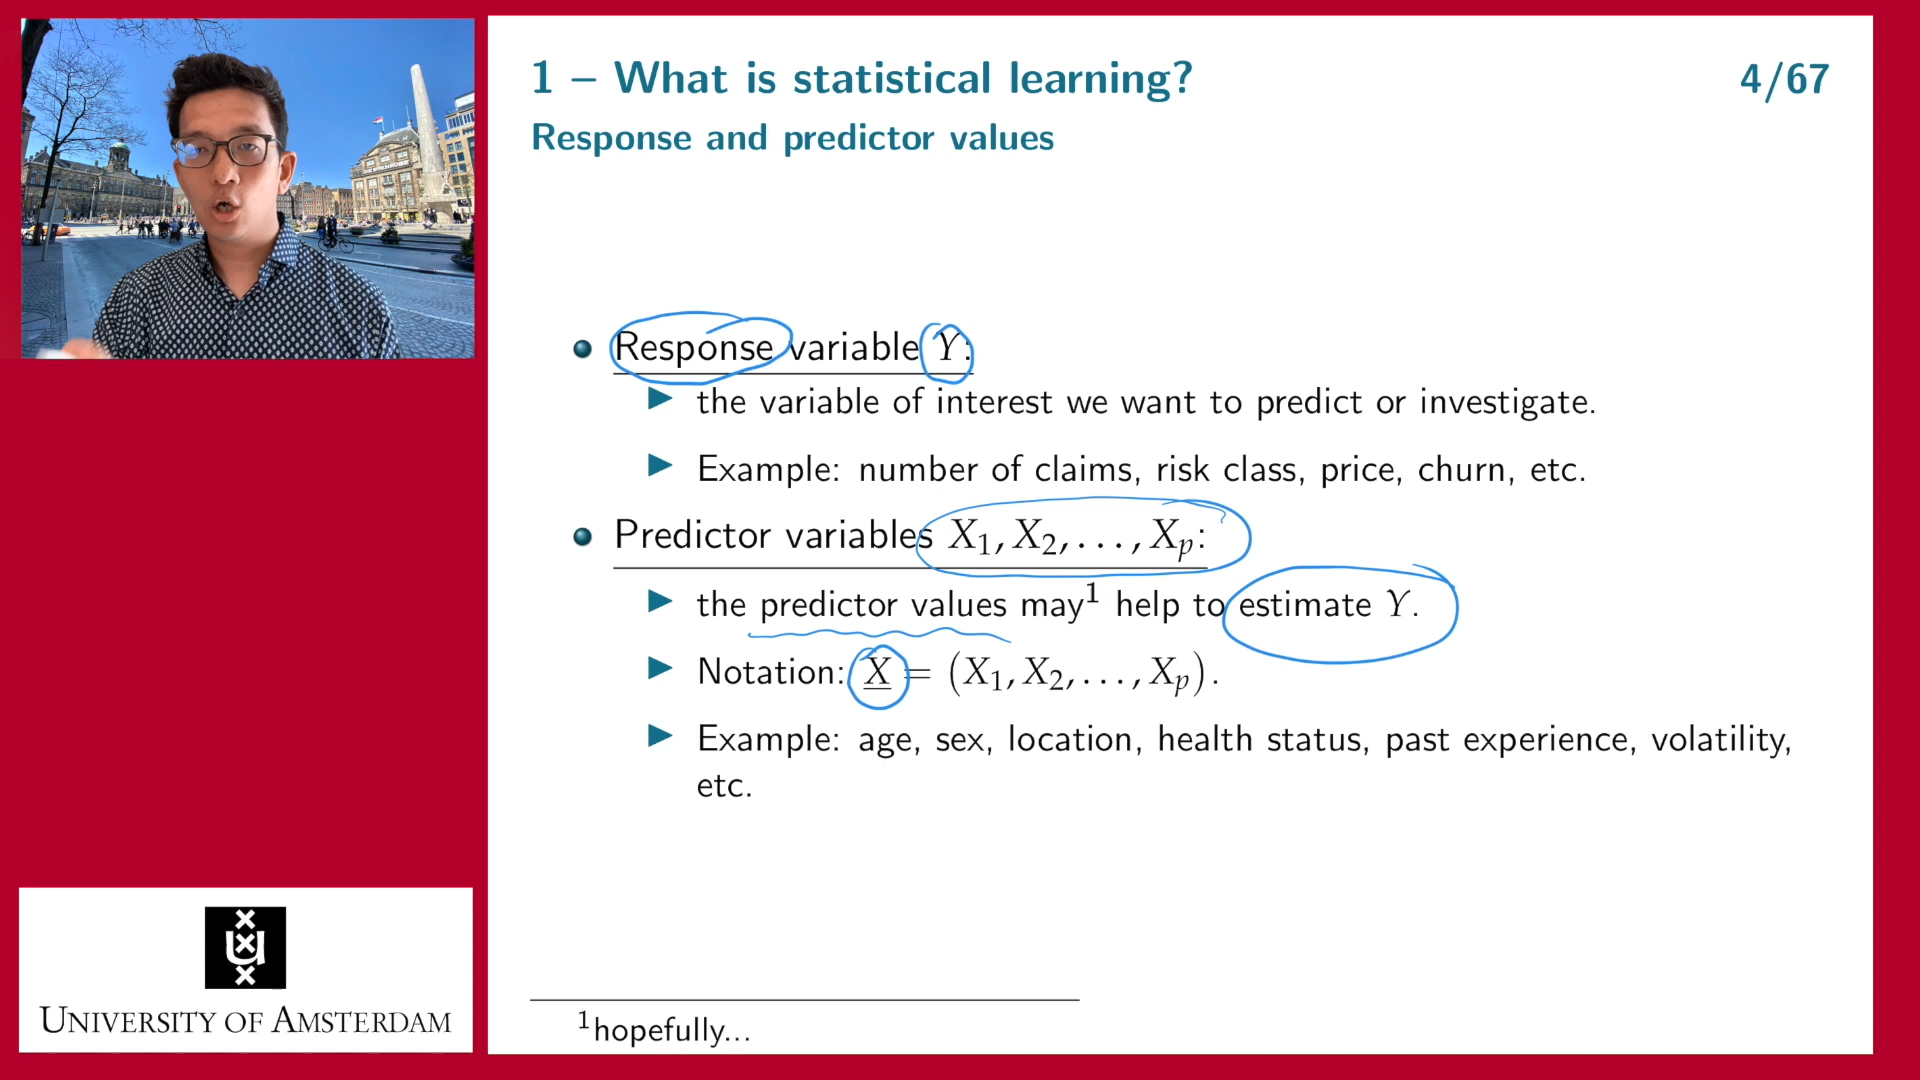 1 – What is statistical learning?
4/67
Response and predictor values
Response variable Y:
the variable of interest we want to predict or investigate.
Example: number of claims, risk class, price, churn, etc.
Predictor variables X₁, X₂, . . . , Xₚ:
the predictor values may¹ help to estimate Y.
Notation: X = (X₁, X₂, . . . , Xₚ).
Example: age, sex, location, health status, past experience, volatility,
etc.
¹hopefully...
UNIVERSITY OF AMSTERDAM